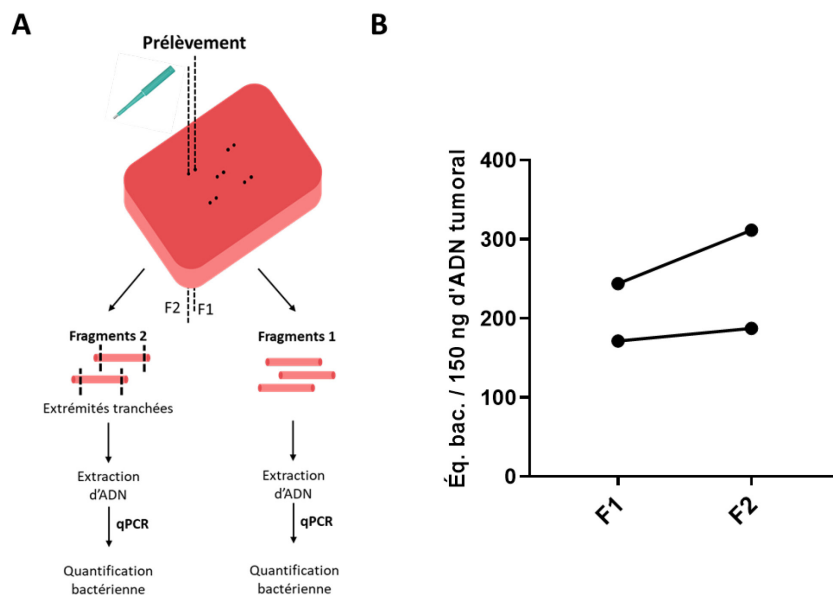 A
Prélèvement
F2
F1
Fragments 2
Extrémités tranchées
Extraction
d'ADN
qPCR
Quantification
bactérienne
Fragments 1
Extraction
d'ADN
qPCR
Quantification
bactérienne
B
Éq. bac. / 150 ng d'ADN tumoral
400
300
200
100
0
F1
F2